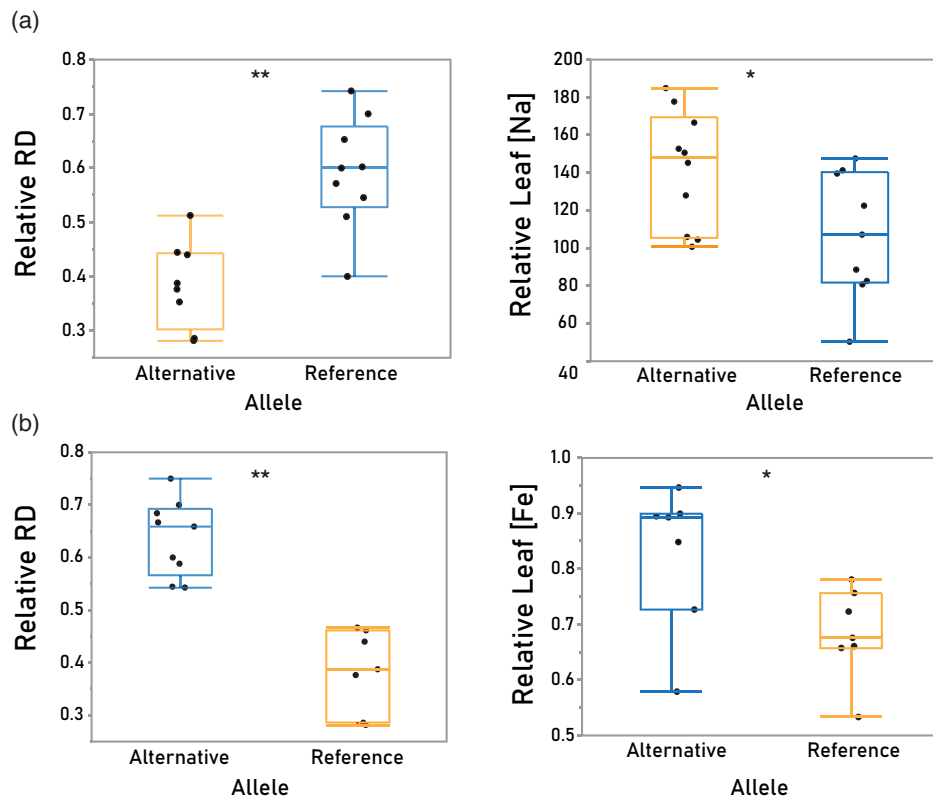 (a)
0.8
0.7
0.6
0.5
0.4
0.3
Relative RD
**
Alternative Reference
Allele
200
180
160
140
120
100
80
60
40
Relative Leaf [Na]
*
Alternative Reference
Allele
(b)
0.8
0.7
0.6
0.5
0.4
0.3
Relative RD
**
Alternative Reference
Allele
1.0
0.9
0.8
0.7
0.6
0.5
Relative Leaf [Fe]
*
Alternative Reference
Allele